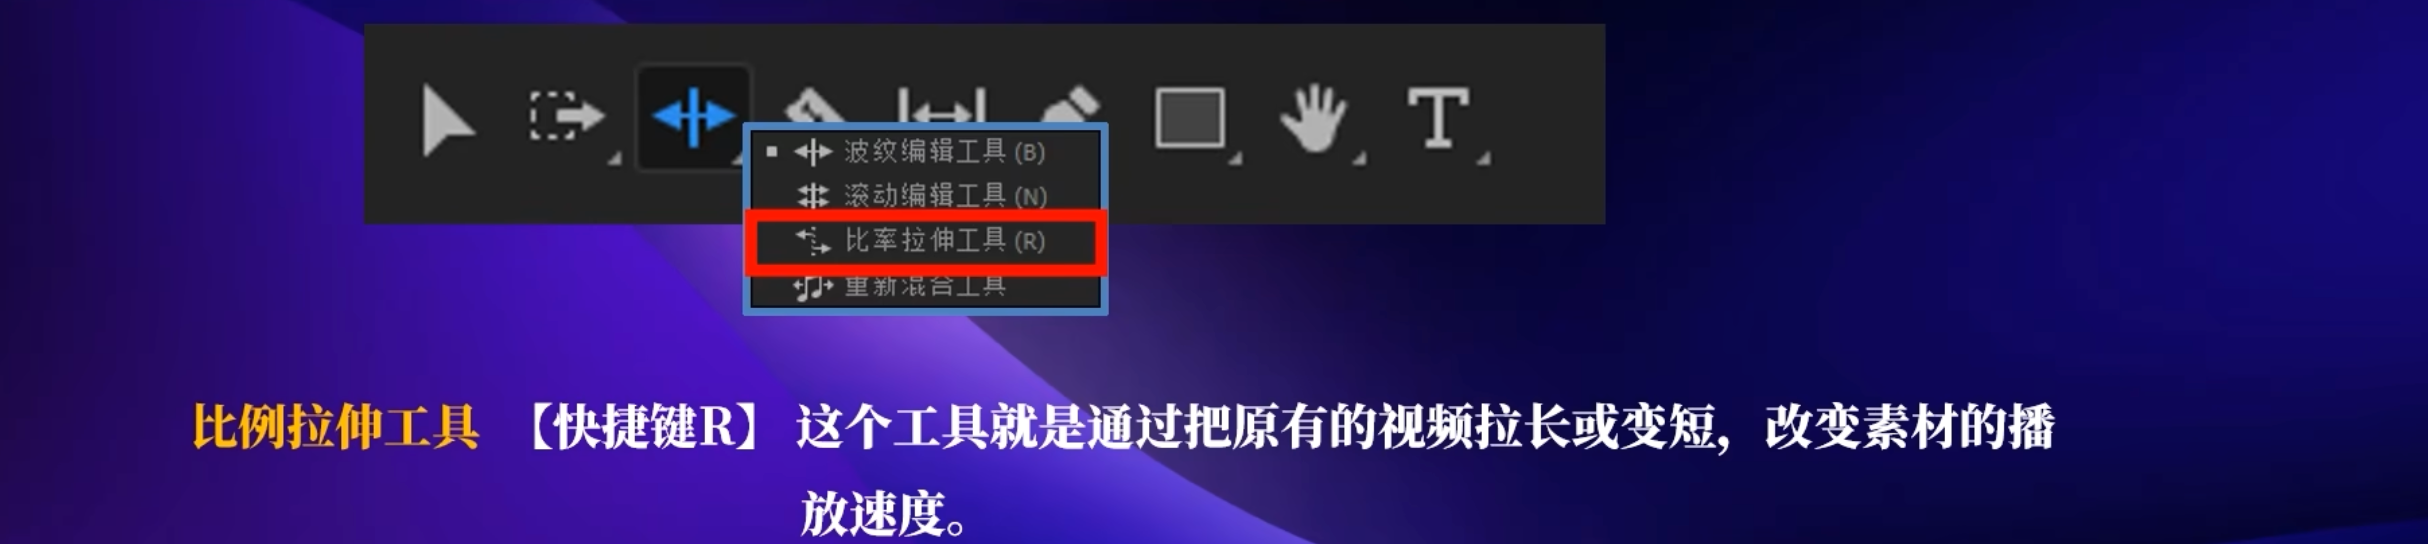 T
波纹编辑工具 (B)
滚动编辑工具 (N)
比率拉伸工具 (R)
重新混合工具
比例拉伸工具 【快捷键R】 这个工具就是通过把原有的视频拉长或变短，改变素材的播
放速度。